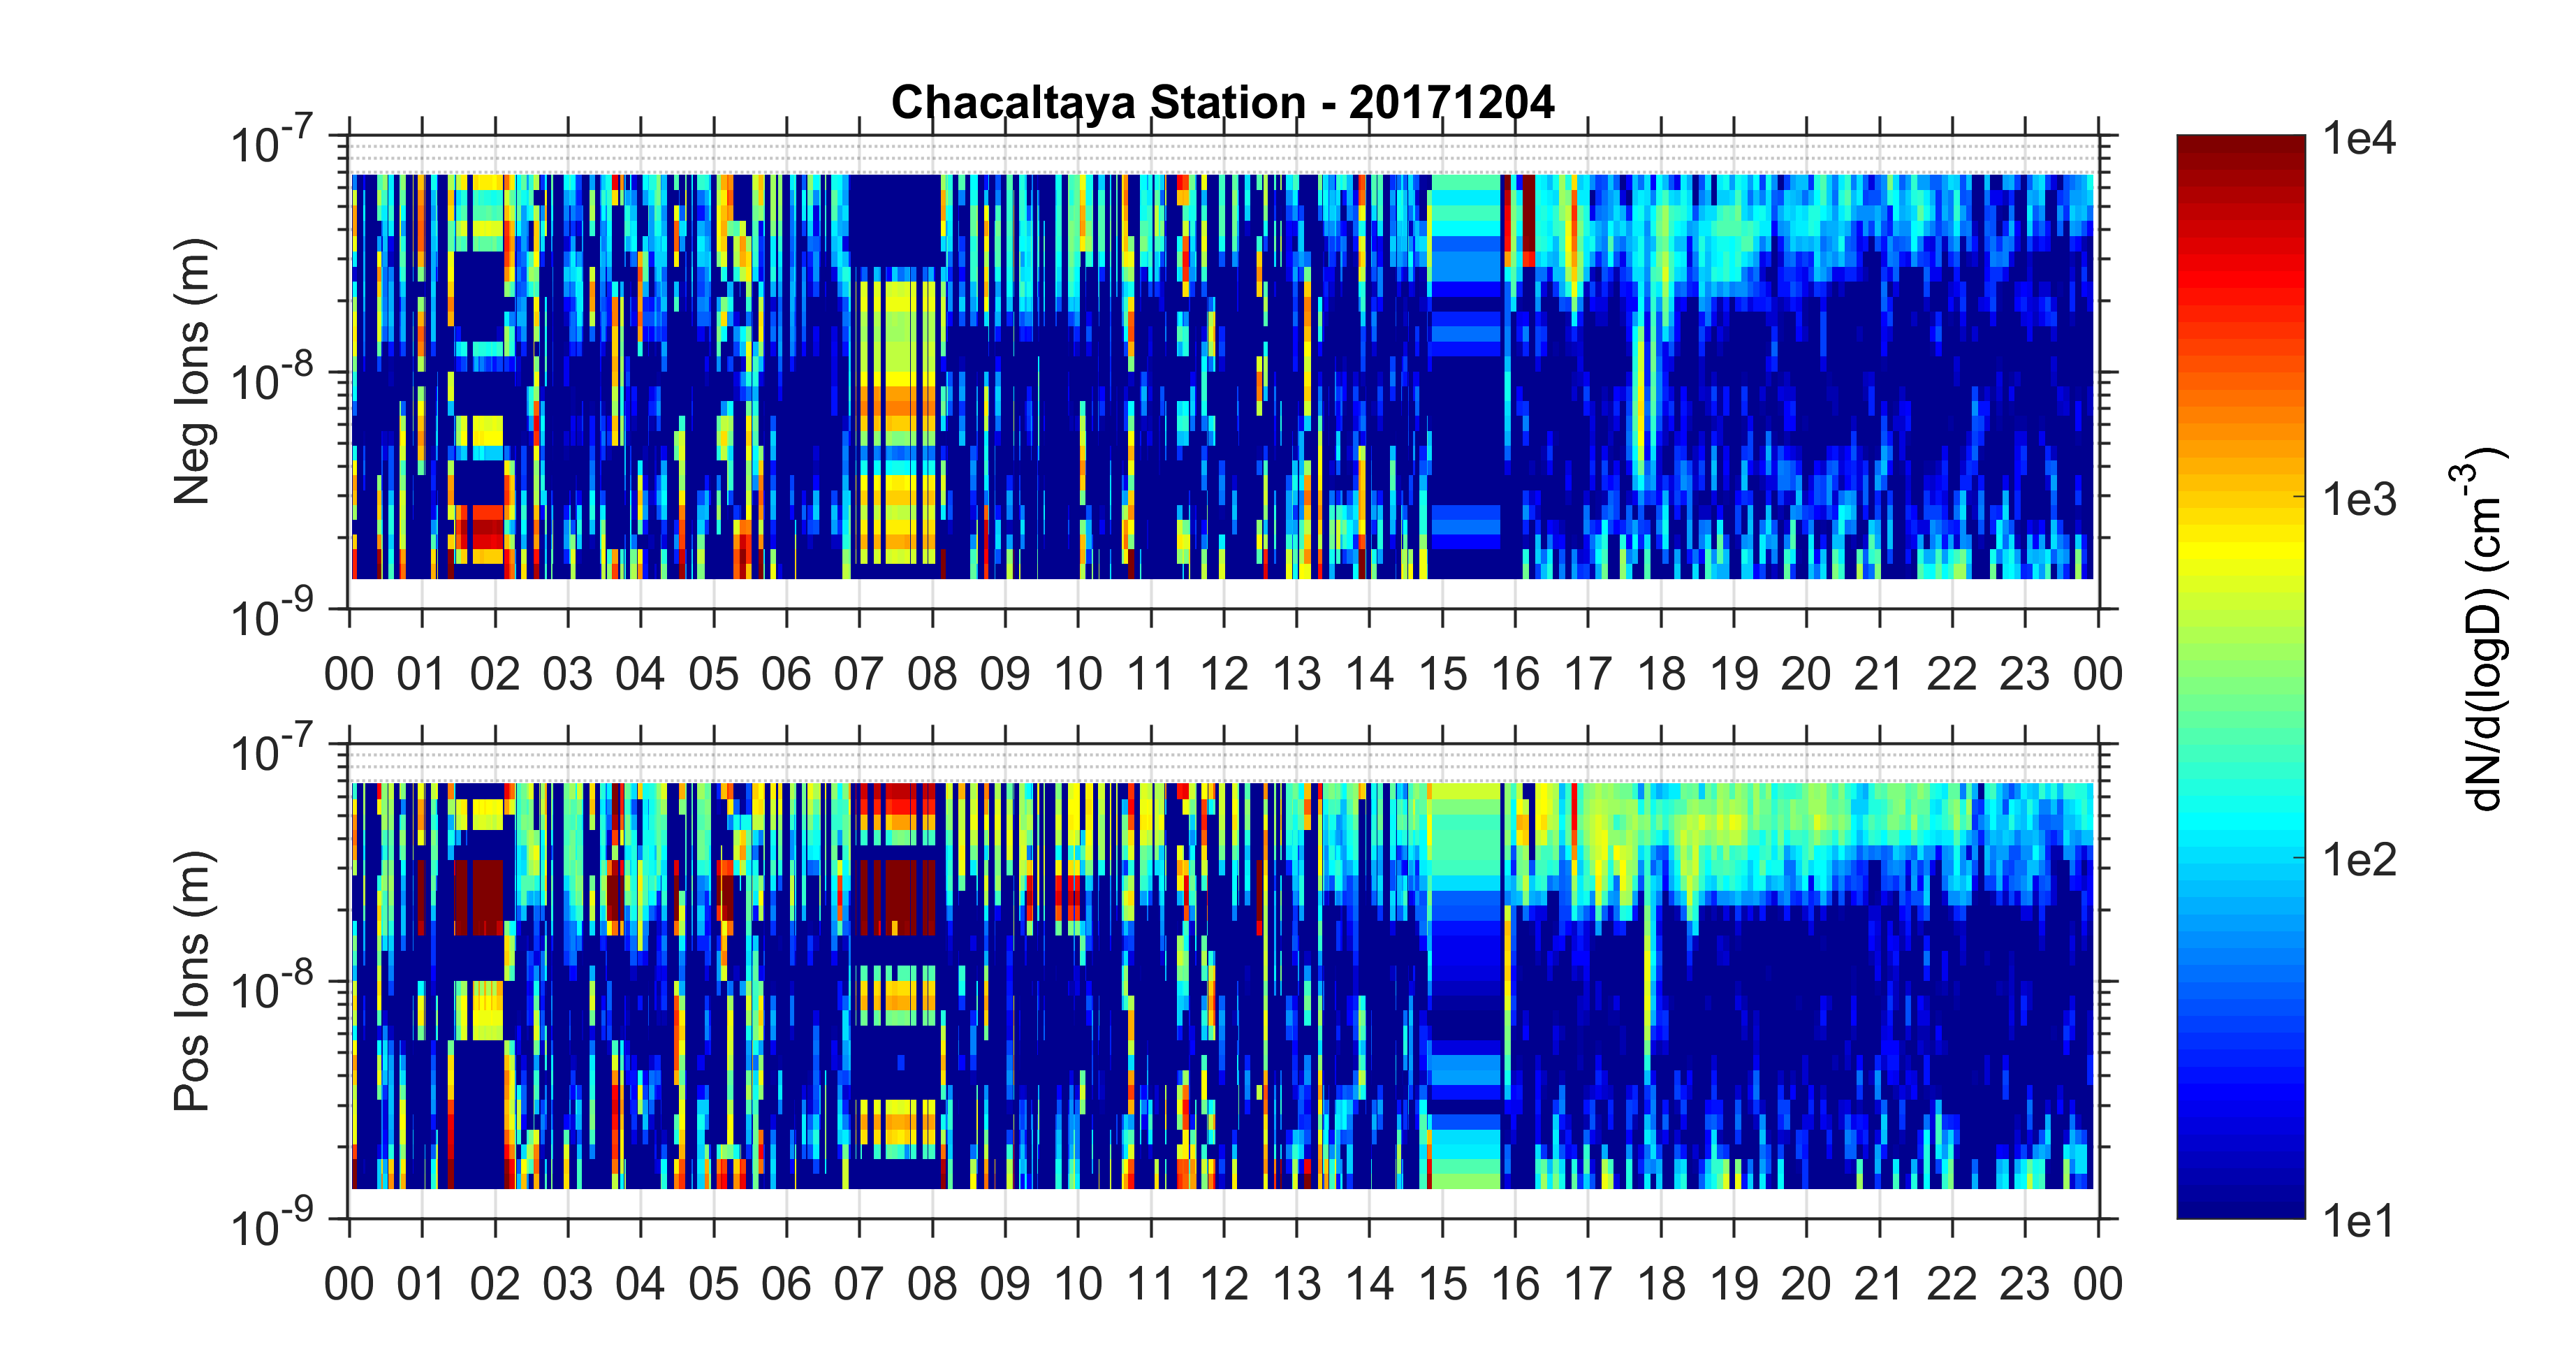 Chacaltaya Station - 20171204
10-7
10-8
10-9
Neg Ions (m)
00 01 02 03 04 05 06 07 08 09 10 11 12 13 14 15 16 17 18 19 20 21 22 23 00
10-7
10-8
10-9
Pos Ions (m)
00 01 02 03 04 05 06 07 08 09 10 11 12 13 14 15 16 17 18 19 20 21 22 23 00
1e4
1e3
1e2
1e1
dN/d(logD) (cm-3)